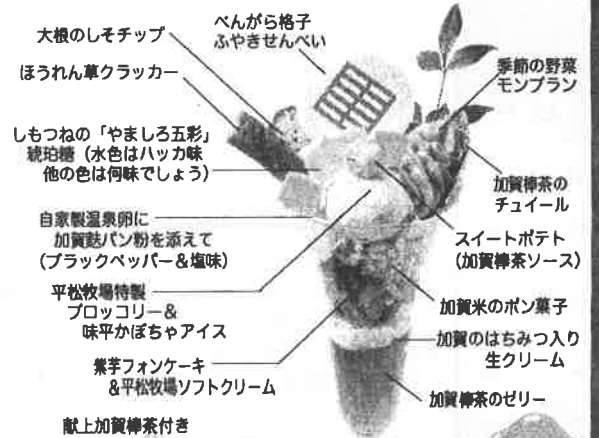 べんがら格子
ふやきせんべい
大根のしそチップ
ほうれん草クラッカー
しもつねの「やましろ五彩」
琥珀糖（水色はハッカ味
他の色は何味でしょう）
自家製温泉卵に
加賀麩パン粉を添えて
（ブラックペッパー＆塩味）
平松牧場特製
ブロッコリー＆
味平かぼちゃアイス
紫芋フォンケーキ
＆平松牧場ソフトクリーム
献上加賀棒茶付き
季節の野菜
モンブラン
加賀棒茶の
チュイール
スイートポテト
（加賀棒茶ソース）
加賀米のポン菓子
加賀のはちみつ入り
生クリーム
加賀棒茶のゼリー